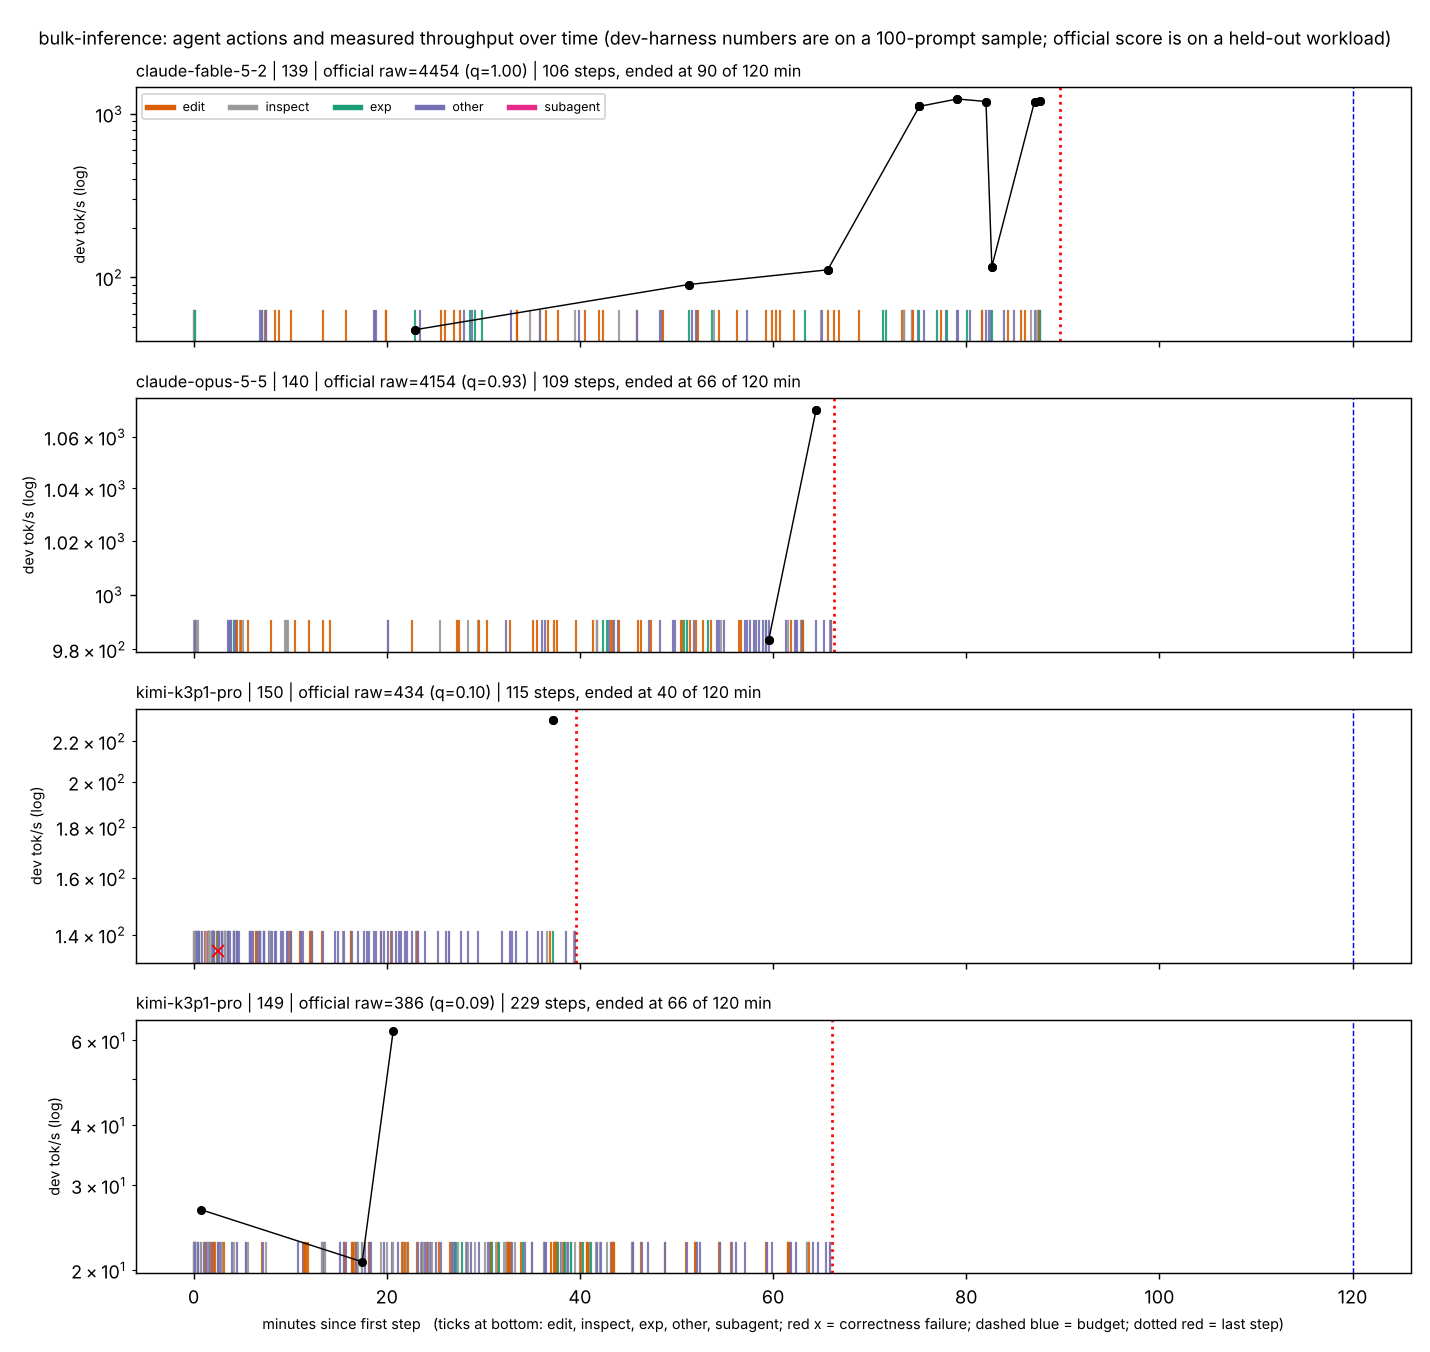 bulk-inference: agent actions and measured throughput over time (dev-harness numbers are on a 100-prompt sample; official score is on a held-out workload)
claude-fable-5-2 | 139 | official raw=4454 (q=1.00) | 106 steps, ended at 90 of 120 min
edit inspect exp other subagent
10³
10²
dev tok/s (log)
claude-opus-5-5 | 140 | official raw=4154 (q=0.93) | 109 steps, ended at 66 of 120 min
1.06 × 10³
1.04 × 10³
1.02 × 10³
10³
9.8 × 10²
dev tok/s (log)
kimi-k3p1-pro | 150 | official raw=434 (q=0.10) | 115 steps, ended at 40 of 120 min
2.2 × 10²
2 × 10²
1.8 × 10²
1.6 × 10²
1.4 × 10²
dev tok/s (log)
kimi-k3p1-pro | 149 | official raw=386 (q=0.09) | 229 steps, ended at 66 of 120 min
6 × 10¹
4 × 10¹
3 × 10¹
2 × 10¹
dev tok/s (log)
0 20 40 60 80 100 120
minutes since first step (ticks at bottom: edit, inspect, exp, other, subagent; red x = correctness failure; dashed blue = budget; dotted red = last step)